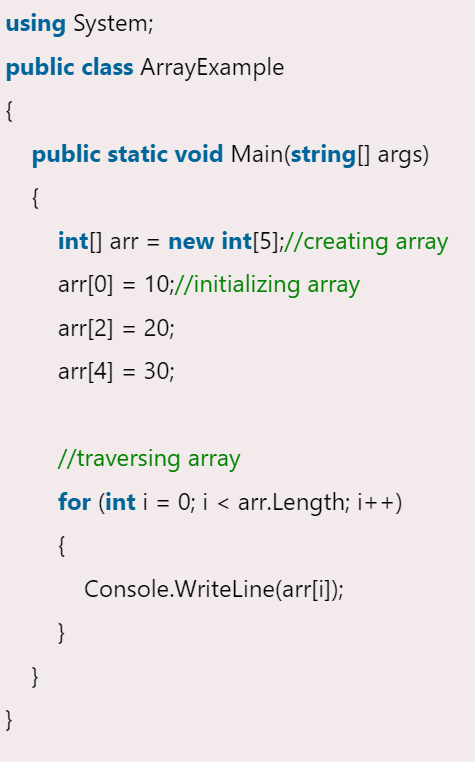 using System;
public class ArrayExample
{
public static void Main(string[] args)
{
int[] arr = new int[5];//creating array
arr[0] = 10;//initializing array
arr[2] = 20;
arr[4] = 30;
//traversing array
for (int i = 0; i < arr.Length; i++)
{
Console.WriteLine(arr[i]);
}
}
}